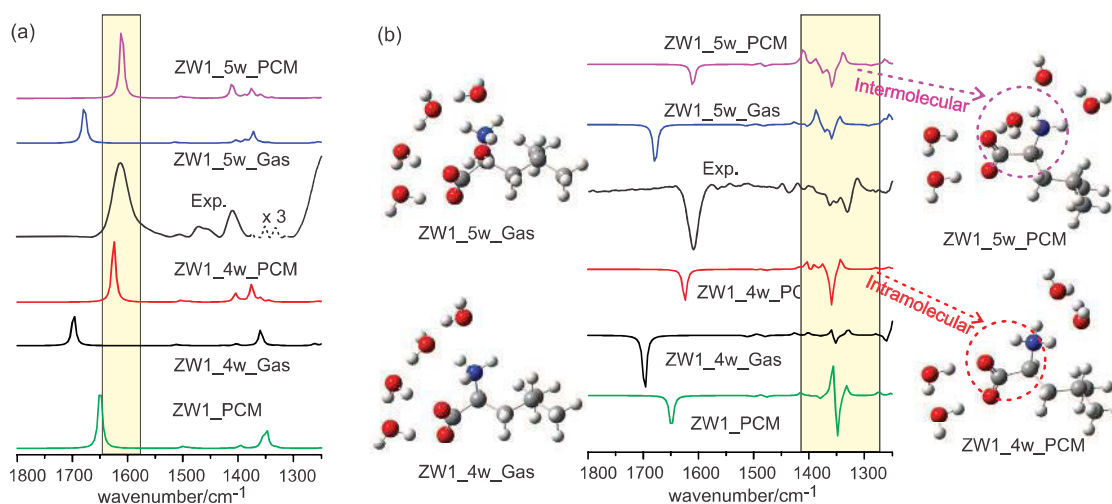 (a)
ZW1_5w_PCM
ZW1_5w_Gas
Exp.
x 3
ZW1_4w_PCM
ZW1_4w_Gas
ZW1_PCM
1800 1700 1600 1500 1400 1300
wavenumber/cm-1
(b)
ZW1_5w_Gas
ZW1_4w_Gas
ZW1_5w_PCM
ZW1_5w_Gas
Exp.
ZW1_4w_PC
ZW1_4w_Gas
ZW1_PCM
1800 1700 1600 1500 1400 1300
wavenumber/cm-1
Intermolecular
ZW1_5w_PCM
Intramolecular
ZW1_4w_PCM